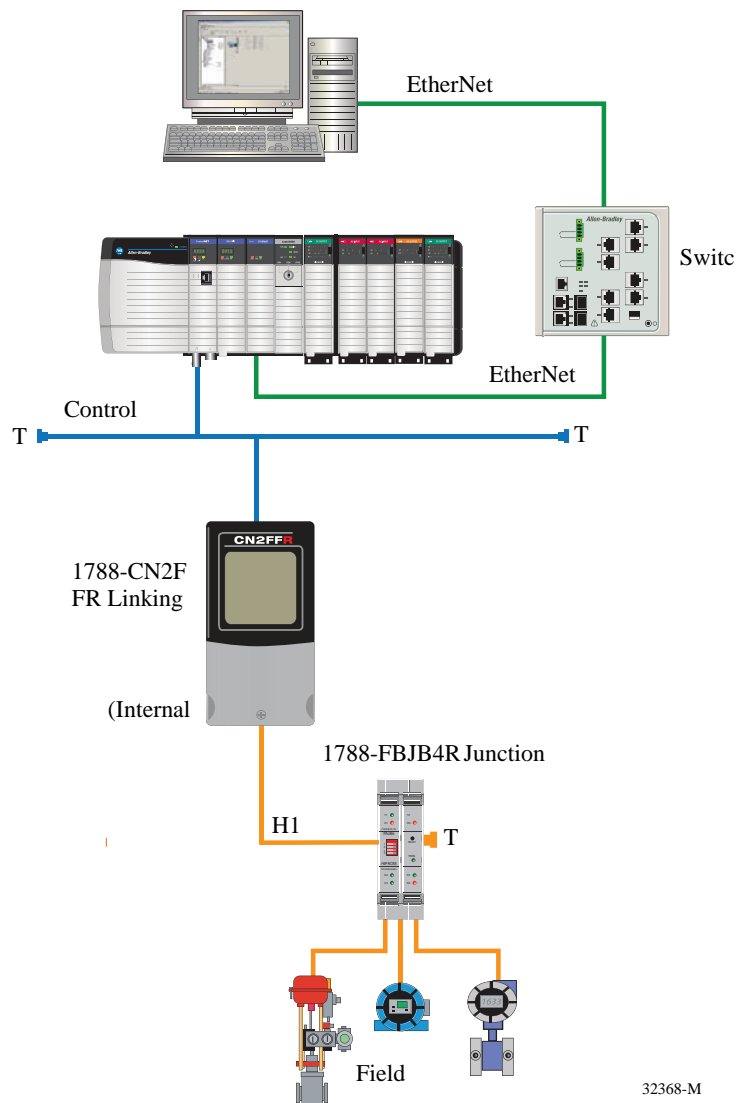 EtherNet
Allen-Bradley
Switc
Allen-Bradley
EtherNet
Control
T
T
CN2FFR
1788-CN2F
FR Linking
(Internal
1788-FBJB4R Junction
H1
T
1633
Field
32368-M